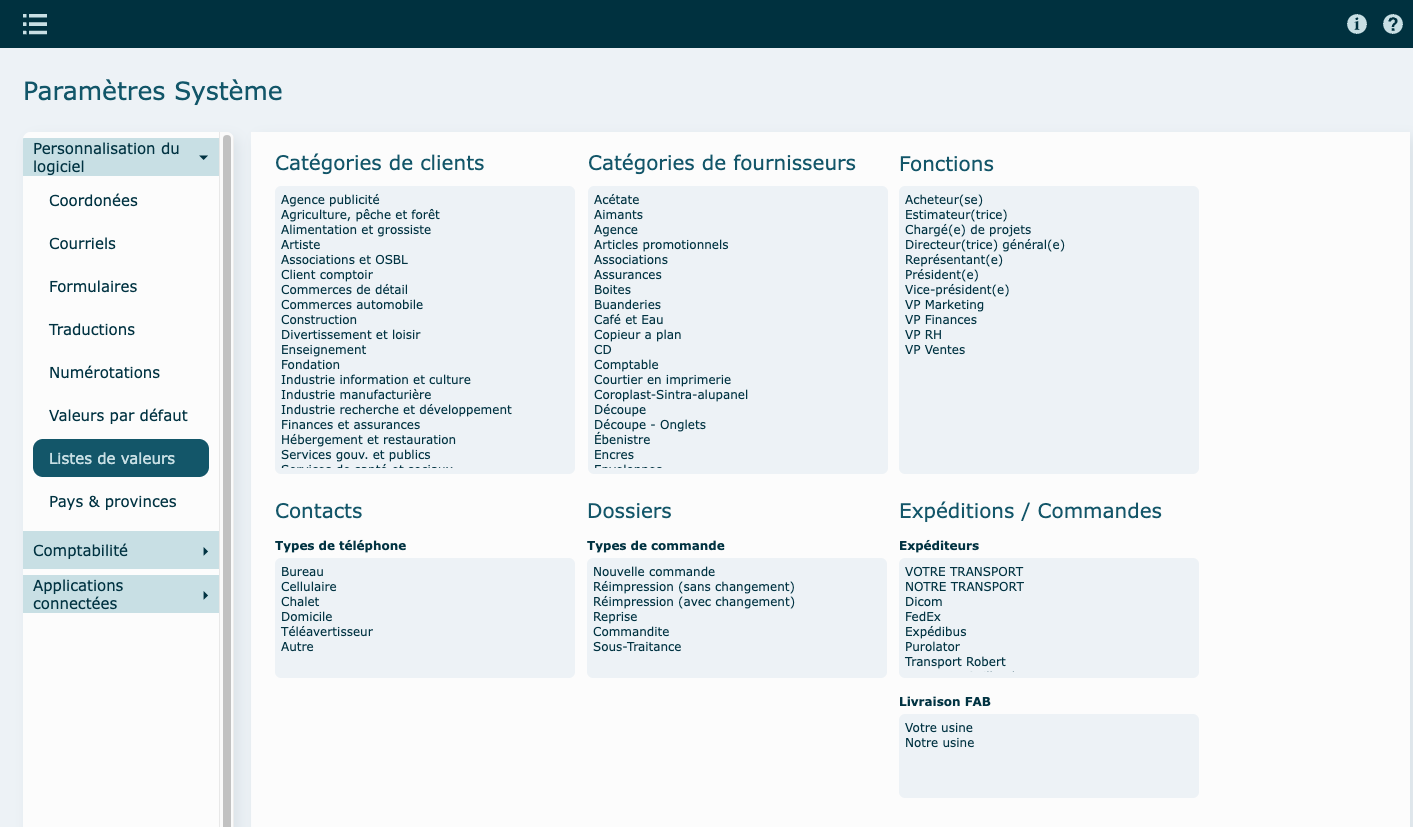 Paramètres Système
Personnalisation du
logiciel
Coordonées
Courriels
Formulaires
Traductions
Numérotations
Valeurs par défaut
Listes de valeurs
Pays & provinces
Comptabilité
Applications
connectées
Catégories de clients
Agence publicité
Agriculture, pêche et forêt
Alimentation et grossiste
Artiste
Associations et OSBL
Client comptoir
Commerces de détail
Commerces automobile
Construction
Divertissement et loisir
Enseignement
Fondation
Industrie information et culture
Industrie manufacturière
Industrie recherche et développement
Finances et assurances
Hébergement et restauration
Services gouv. et publics
Services de santé et sociaux
Catégories de fournisseurs
Acétate
Aimants
Agence
Articles promotionnels
Associations
Assurances
Boites
Buanderies
Café et Eau
Copieur a plan
CD
Comptable
Courtier en imprimerie
Coroplast-Sintra-alupanel
Découpe
Découpe - Onglets
Ébenistre
Encres
Enveloppes
Fonctions
Acheteur(se)
Estimateur(trice)
Chargé(e) de projets
Directeur(trice) général(e)
Représentant(e)
Président(e)
Vice-président(e)
VP Marketing
VP Finances
VP RH
VP Ventes
Contacts
Types de téléphone
Bureau
Cellulaire
Chalet
Domicile
Téléavertisseur
Autre
Dossiers
Types de commande
Nouvelle commande
Réimpression (sans changement)
Réimpression (avec changement)
Reprise
Commandite
Sous-Traitance
Expéditions / Commandes
Expéditeurs
VOTRE TRANSPORT
NOTRE TRANSPORT
Dicom
FedEx
Expédibus
Purolator
Transport Robert
Livraison FAB
Votre usine
Notre usine